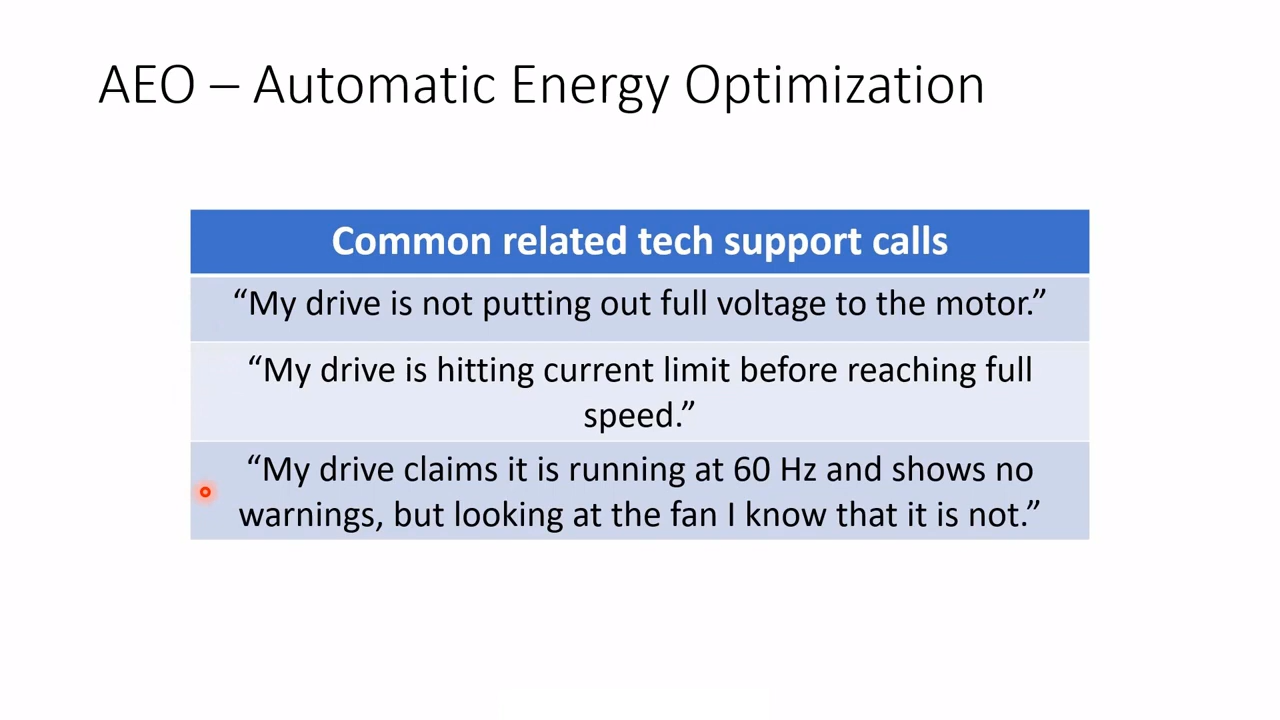 AEO – Automatic Energy Optimization
Common related tech support calls
“My drive is not putting out full voltage to the motor.”
“My drive is hitting current limit before reaching full
speed.”
“My drive claims it is running at 60 Hz and shows no
warnings, but looking at the fan I know that it is not.”